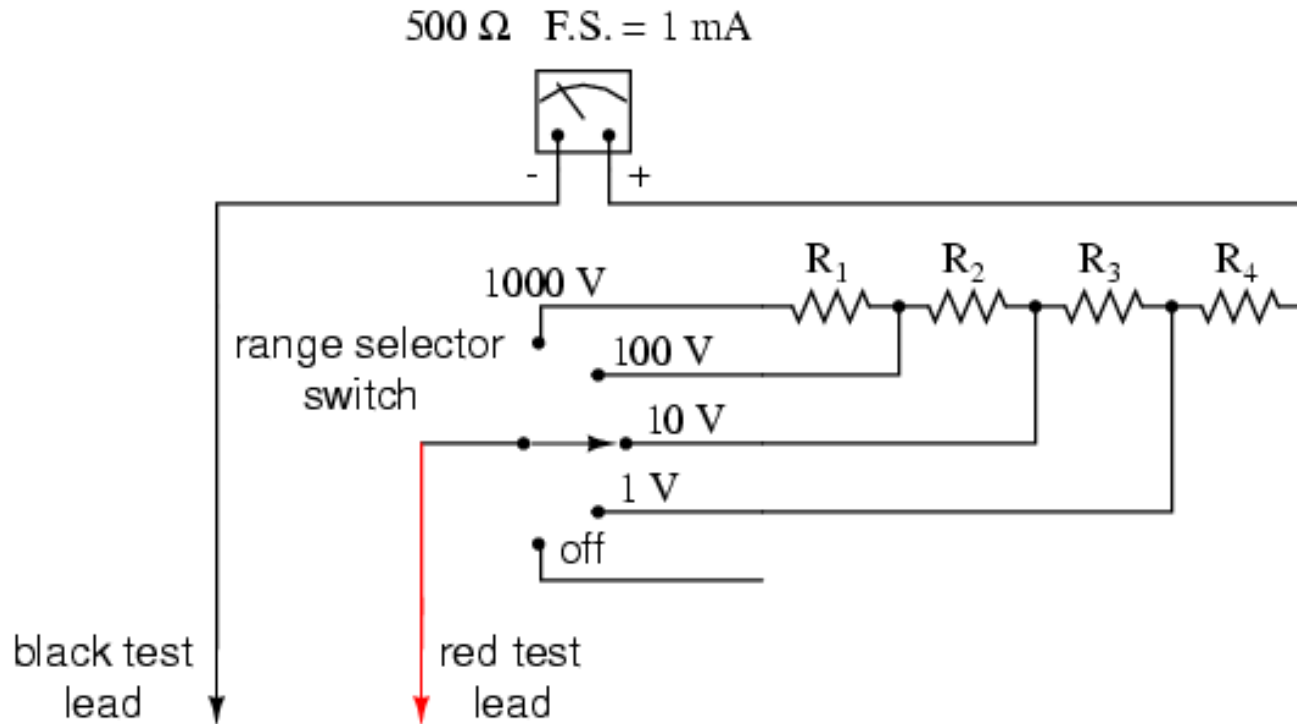 500 Ω F.S. = 1 mA
- +
R₁ R₂ R₃ R₄
1000 V
range selector
switch
100 V
10 V
1 V
off
black test
lead
red test
lead